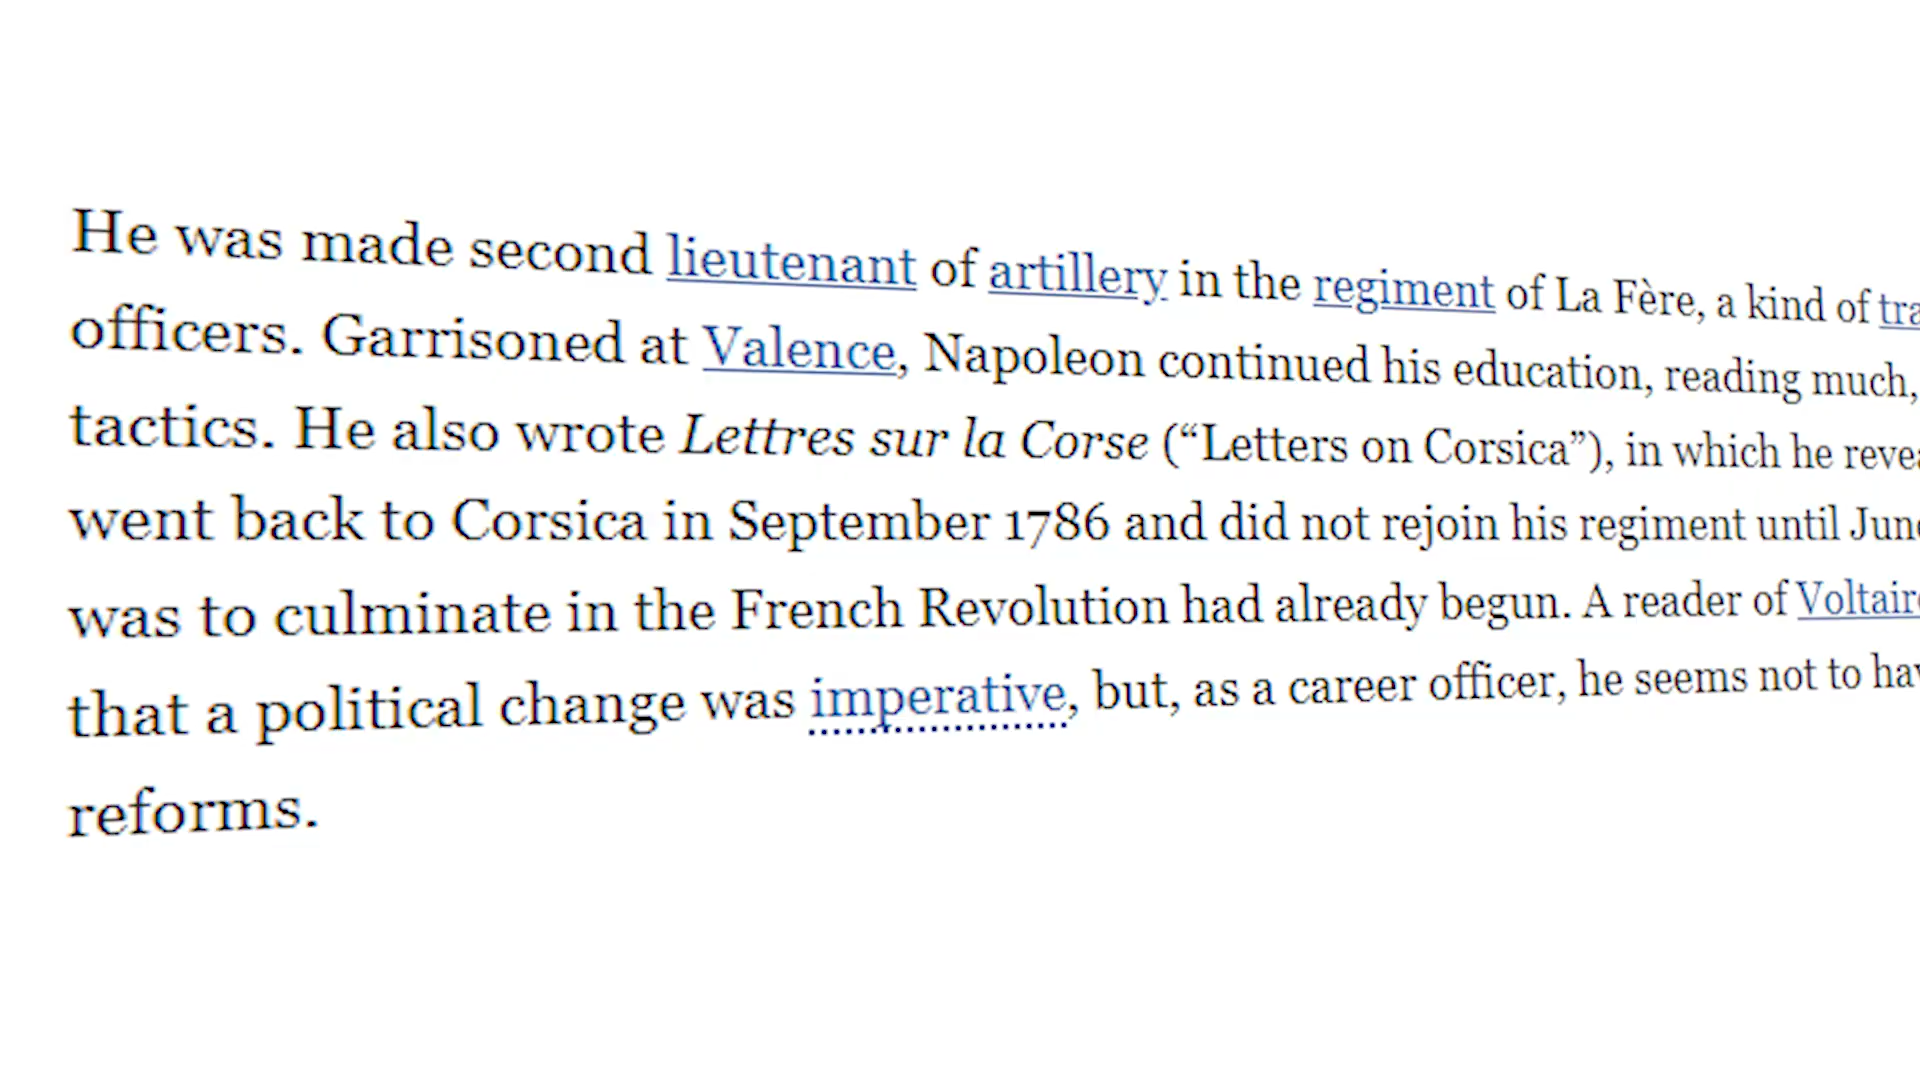 He was made second lieutenant of artillery in the regiment of La Fère, a kind of
officers. Garrisoned at Valence, Napoleon continued his education, reading much,
tactics. He also wrote Lettres sur la Corse (“Letters on Corsica”), in which he
went back to Corsica in September 1786 and did not rejoin his regiment until
was to culminate in the French Revolution had already begun. A reader of
that a political change was imperative, but, as a career officer, he seems not to
reforms.